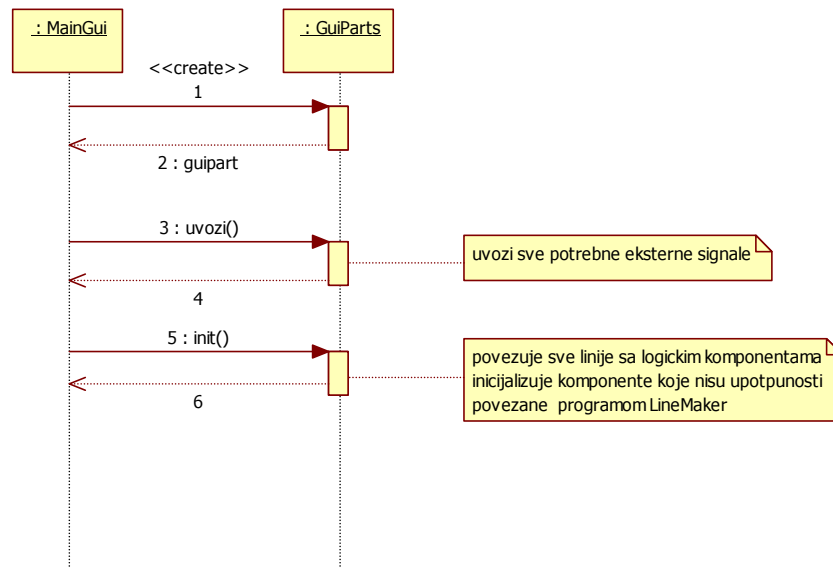 : MainGui
: GuiParts
<<create>>
1
2 : guipart
3 : uvozi()
uvozi sve potrebne eksterne signale
4
5 : init()
povezuje sve linije sa logickim komponentama
inicijalizuje komponente koje nisu upotpunosti
povezane programom LineMaker
6